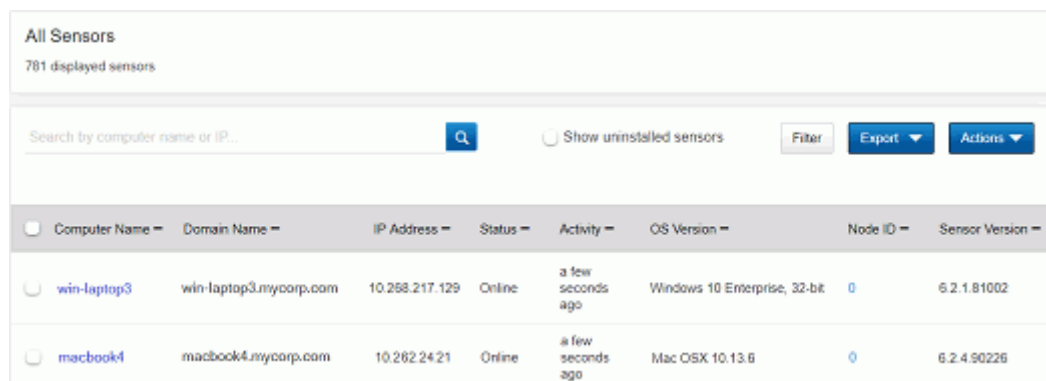 All Sensors
781 displayed sensors
Search by computer name or IP...
Show uninstalled sensors
Filter
Export
Actions
Computer Name Domain Name IP Address Status Activity OS Version Node ID Sensor Version
win-laptop3 win-laptop3.mycorp.com 10.268.217.129 Online a few seconds ago Windows 10 Enterprise, 32-bit 0 6.2.1.81002
macbook4 macbook4.mycorp.com 10.262.24.21 Online a few seconds ago Mac OSX 10.13.6 0 6.2.4.90226